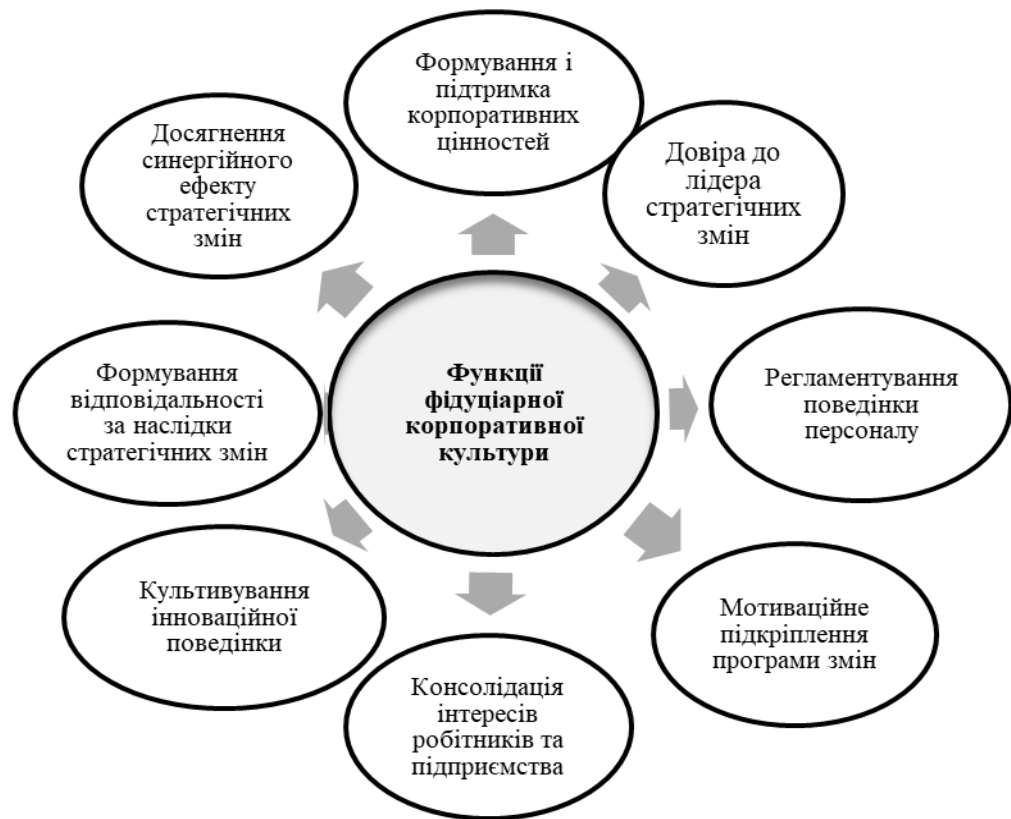 Формування і
підтримка
корпоративних
цінностей
Досягнення
синергійного
ефекту
стратегічних
змін
Довіра до
лідера
стратегічних
змін
Формування
відповідальності
за наслідки
стратегічних змін
Функції
фідуціарної
корпоративної
культури
Регламентування
поведінки
персоналу
Культивування
інноваційної
поведінки
Мотиваційне
підкріплення
програми змін
Консолідація
інтересів
робітників та
підприємства